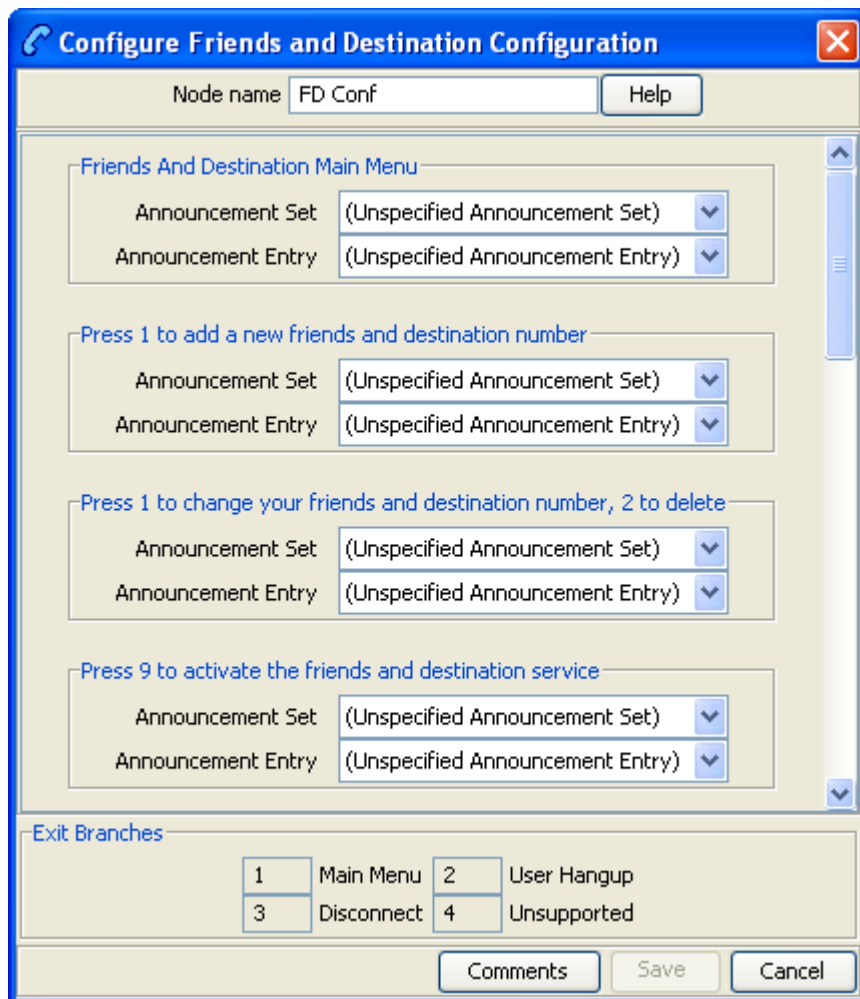 Configure Friends and Destination Configuration
Node name FD Conf Help
Friends And Destination Main Menu
Announcement Set (Unspecified Announcement Set)
Announcement Entry (Unspecified Announcement Entry)
Press 1 to add a new friends and destination number
Announcement Set (Unspecified Announcement Set)
Announcement Entry (Unspecified Announcement Entry)
Press 1 to change your friends and destination number, 2 to delete
Announcement Set (Unspecified Announcement Set)
Announcement Entry (Unspecified Announcement Entry)
Press 9 to activate the friends and destination service
Announcement Set (Unspecified Announcement Set)
Announcement Entry (Unspecified Announcement Entry)
Exit Branches
1 Main Menu 2 User Hangup
3 Disconnect 4 Unsupported
Comments Save Cancel